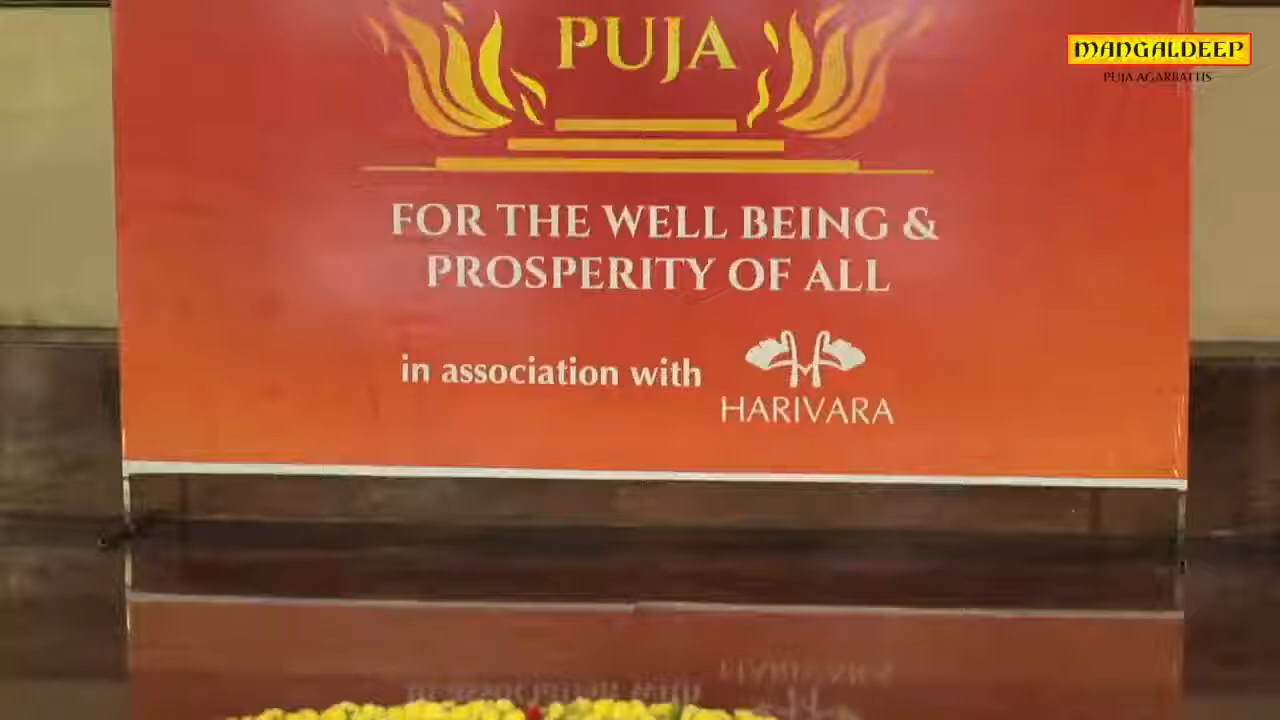 PUJA
MANGALDEEP
PUJA AGARBATTIS
FOR THE WELL BEING &
PROSPERITY OF ALL
in association with
HARIVARA